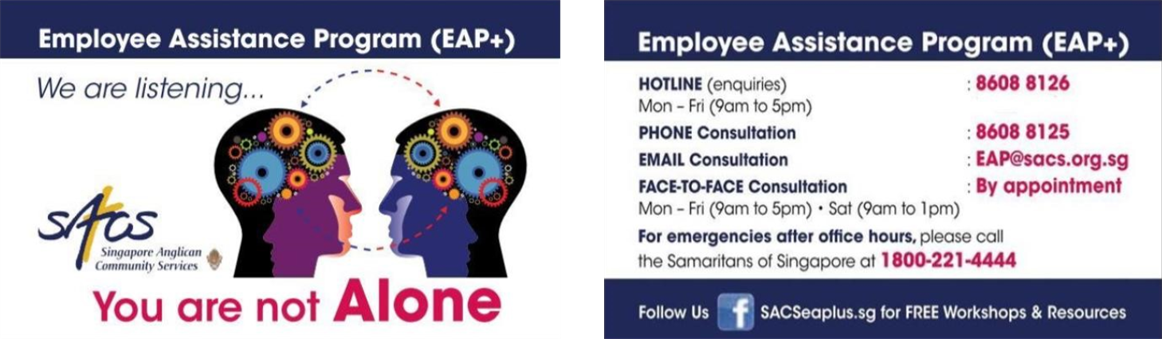 Employee Assistance Program (EAP+)
We are listening...
SACS
Singapore Anglican
Community Services
You are not Alone
Employee Assistance Program (EAP+)
HOTLINE (enquiries) : 8608 8126
Mon – Fri (9am to 5pm)
PHONE Consultation : 8608 8125
EMAIL Consultation : EAP@sacs.org.sg
FACE-TO-FACE Consultation : By appointment
Mon – Fri (9am to 5pm) • Sat (9am to 1pm)
For emergencies after office hours, please call
the Samaritans of Singapore at 1800-221-4444
Follow Us f SACSeaplus.sg for FREE Workshops & Resources